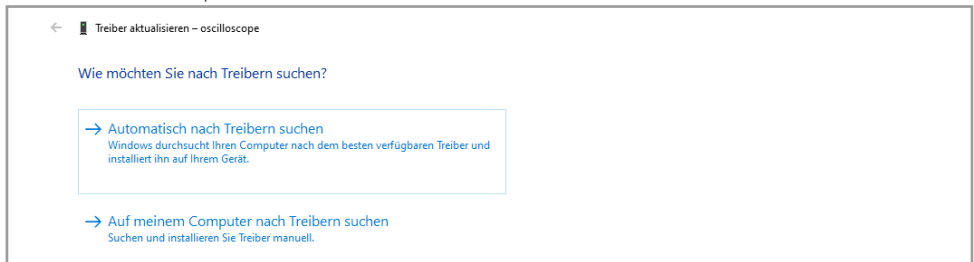 Treiber aktualisieren – oscilloscope
Wie möchten Sie nach Treibern suchen?
→ Automatisch nach Treibern suchen
Windows durchsucht Ihren Computer nach dem besten verfügbaren Treiber und
installiert ihn auf Ihrem Gerät.
→ Auf meinem Computer nach Treibern suchen
Suchen und installieren Sie Treiber manuell.